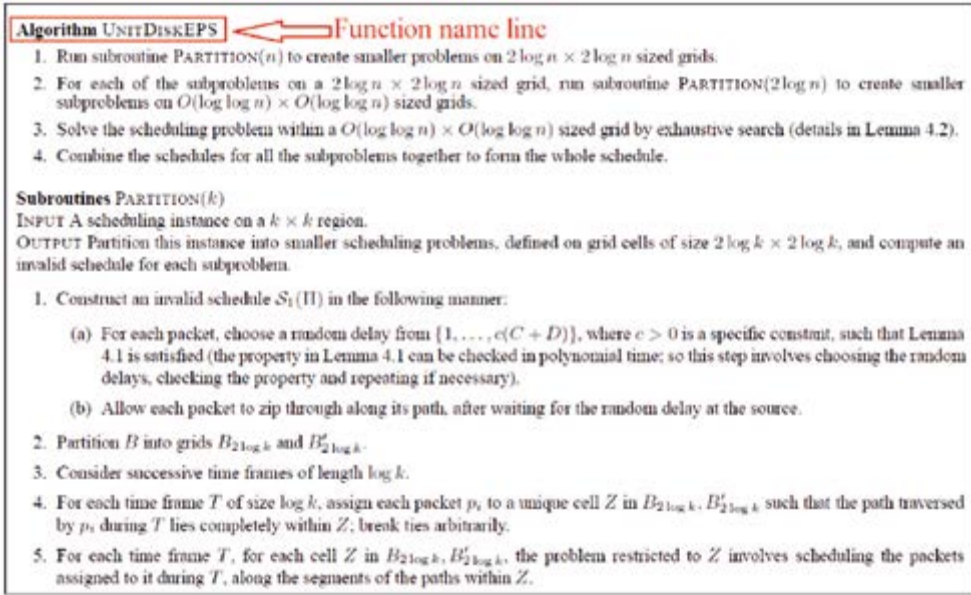 Algorithm UNITDISKEPS Function name line
1. Run subroutine PARTITION(n) to create smaller problems on 2 log n × 2 log n sized grids.
2. For each of the subproblems on a 2 log n × 2 log n sized grid, run subroutine PARTITION(2 log n) to create smaller
subproblems on O(log log n) × O(log log n) sized grids.
3. Solve the scheduling problem within a O(log log n) × O(log log n) sized grid by exhaustive search (details in Lemma 4.2).
4. Combine the schedules for all the subproblems together to form the whole schedule.
Subroutines PARTITION(k)
INPUT A scheduling instance on a k × k region.
OUTPUT Partition this instance into smaller scheduling problems, defined on grid cells of size 2 log k × 2 log k, and compute an
invalid schedule for each subproblem.
1. Construct an invalid schedule S₁(Π) in the following manner:
(a) For each packet, choose a random delay from {1, . . . , c(C + D)}, where c > 0 is a specific constant, such that Lemma
4.1 is satisfied (the property in Lemma 4.1 can be checked in polynomial time; so this step involves choosing the random
delays, checking the property and repeating if necessary).
(b) Allow each packet to zip through along its path, after waiting for the random delay at the source.
2. Partition B into grids B₂ log k and B′₂ log k.
3. Consider successive time frames of length log k.
4. For each time frame T of size log k, assign each packet pᵢ to a unique cell Z in B₂ log k, B′₂ log k such that the path traversed
by pᵢ during T lies completely within Z; break ties arbitrarily.
5. For each time frame T, for each cell Z in B₂ log k, B′₂ log k, the problem restricted to Z involves scheduling the packets
assigned to it during T, along the segments of the paths within Z.